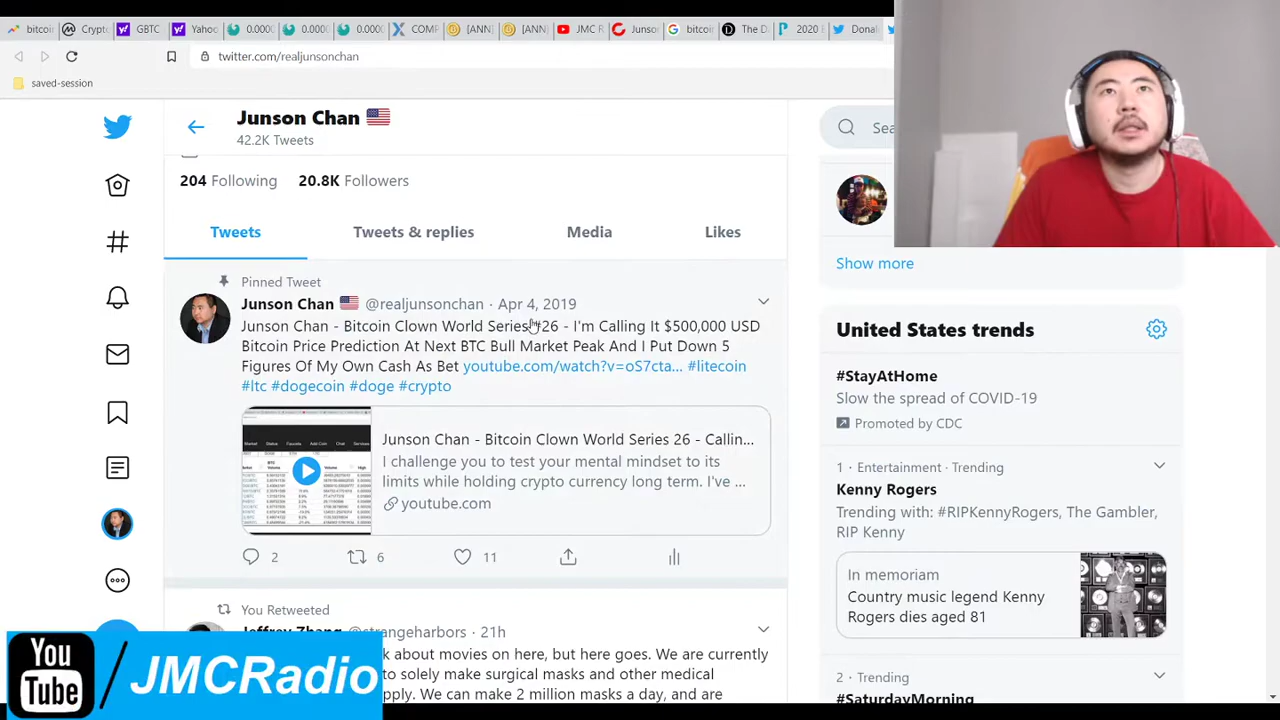 bitcoin
Crypto
GBTC
Yahoo
0.0000
0.0000
0.0000
COMP
[ANN]
[ANN]
JMC R
Junso
bitcoi
The D
2020 E
Donal
twitter.com/realjunsonchan
saved-session
Junson Chan
42.2K Tweets
204 Following 20.8K Followers
Tweets
Tweets & replies
Media
Likes
Pinned Tweet
Junson Chan @realjunsonchan · Apr 4, 2019
Junson Chan - Bitcoin Clown World Series #26 - I'm Calling It $500,000 USD
Bitcoin Price Prediction At Next BTC Bull Market Peak And I Put Down 5
Figures Of My Own Cash As Bet youtube.com/watch?v=oS7cta... #litecoin
#ltc #dogecoin #doge #crypto
Junson Chan - Bitcoin Clown World Series 26 - Callin...
I challenge you to test your mental mindset to its
limits while holding crypto currency long term. I've ...
youtube.com
2
6
11
You Retweeted
Jeffrey Zhang @strangeharbors · 21h
k about movies on here, but here goes. We are currently
to solely make surgical masks and other medical
pply. We can make 2 million masks a day, and are
Sea
Show more
United States trends
#StayAtHome
Slow the spread of COVID-19
Promoted by CDC
1 · Entertainment · Trending
Kenny Rogers
Trending with: #RIPKennyRogers, The Gambler,
RIP Kenny
In memoriam
Country music legend Kenny
Rogers dies aged 81
2 · Trending
#SaturdayMorning
You
Tube
/JMCRadio